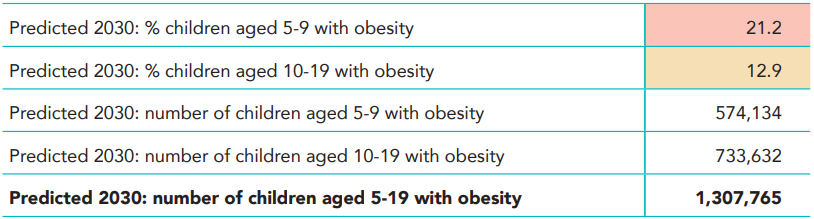 Predicted 2030: % children aged 5-9 with obesity 21.2
Predicted 2030: % children aged 10-19 with obesity 12.9
Predicted 2030: number of children aged 5-9 with obesity 574,134
Predicted 2030: number of children aged 10-19 with obesity 733,632
Predicted 2030: number of children aged 5-19 with obesity 1,307,765